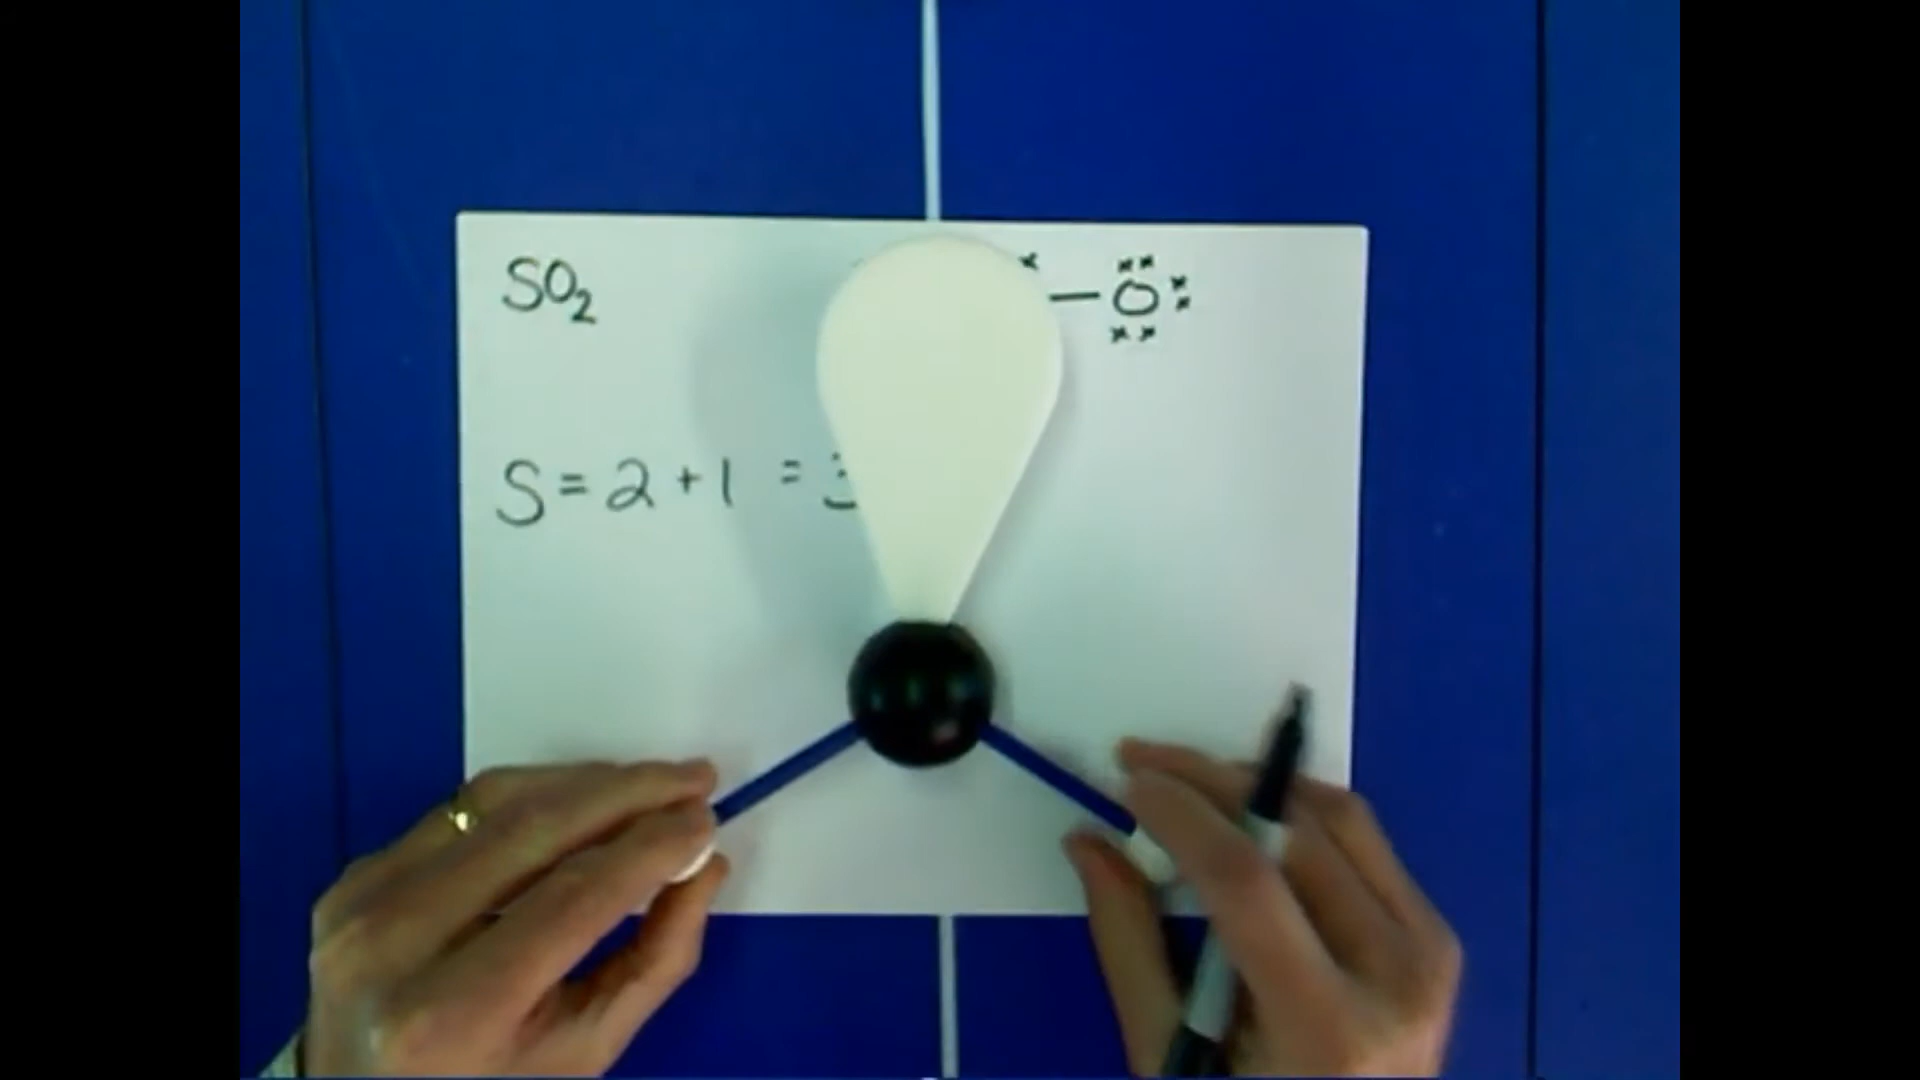 SO₂ — O
S = 2 + 1 = 3